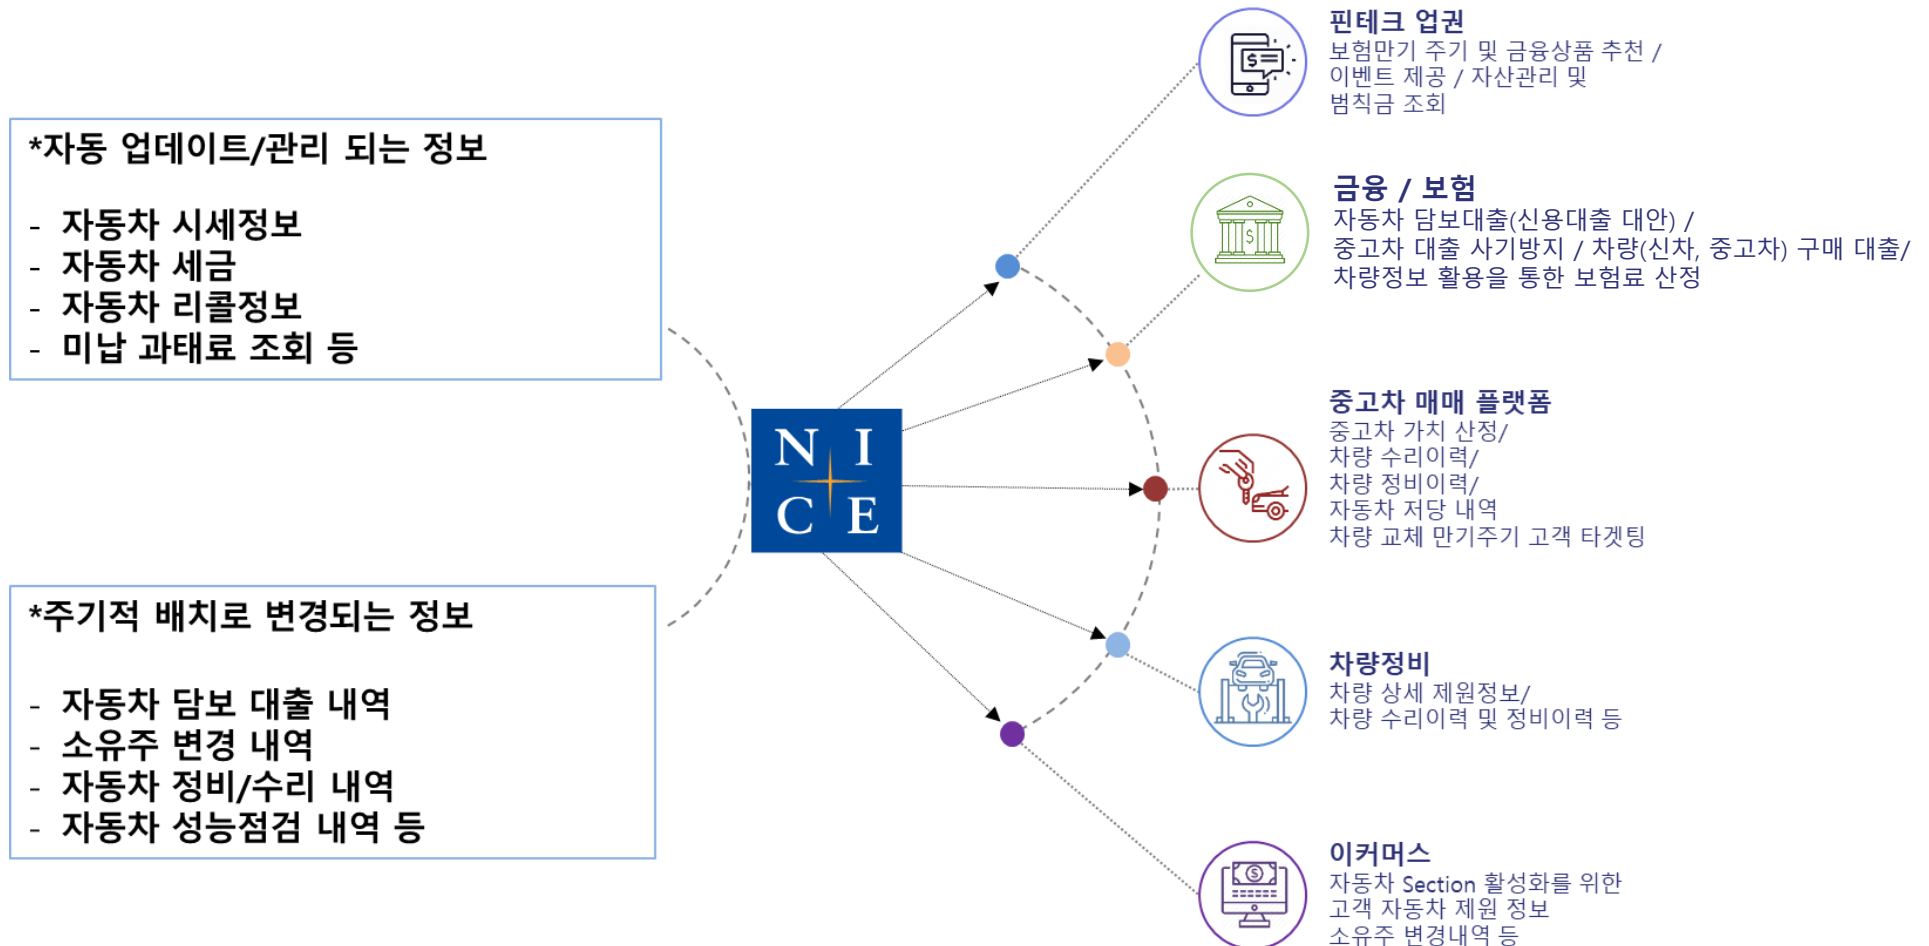 *자동 업데이트/관리 되는 정보
- 자동차 시세정보
- 자동차 세금
- 자동차 리콜정보
- 미납 과태료 조회 등
*주기적 배치로 변경되는 정보
- 자동차 담보 대출 내역
- 소유주 변경 내역
- 자동차 정비/수리 내역
- 자동차 성능점검 내역 등
N I
C E
핀테크 업권
보험만기 주기 및 금융상품 추천 /
이벤트 제공 / 자산관리 및
범칙금 조회
금융 / 보험
자동차 담보대출(신용대출 대안) /
중고차 대출 사기방지 / 차량(신차, 중고차) 구매 대출/
차량정보 활용을 통한 보험료 산정
중고차 매매 플랫폼
중고차 가치 산정/
차량 수리이력/
차량 정비이력/
자동차 저당 내역
차량 교체 만기주기 고객 타겟팅
차량정비
차량 상세 제원정보/
차량 수리이력 및 정비이력 등
이커머스
자동차 Section 활성화를 위한
고객 자동차 제원 정보
소유주 변경내역 등